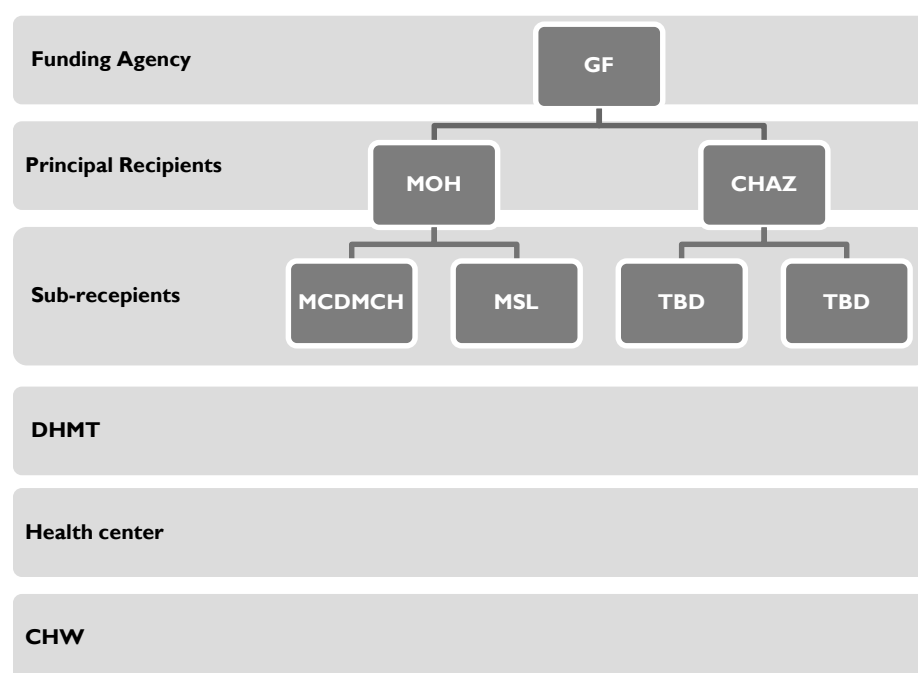 Funding Agency
GF
Principal Recipients
MOH
CHAZ
Sub-recepients
MCDMCH
MSL
TBD
TBD
DHMT
Health center
CHW